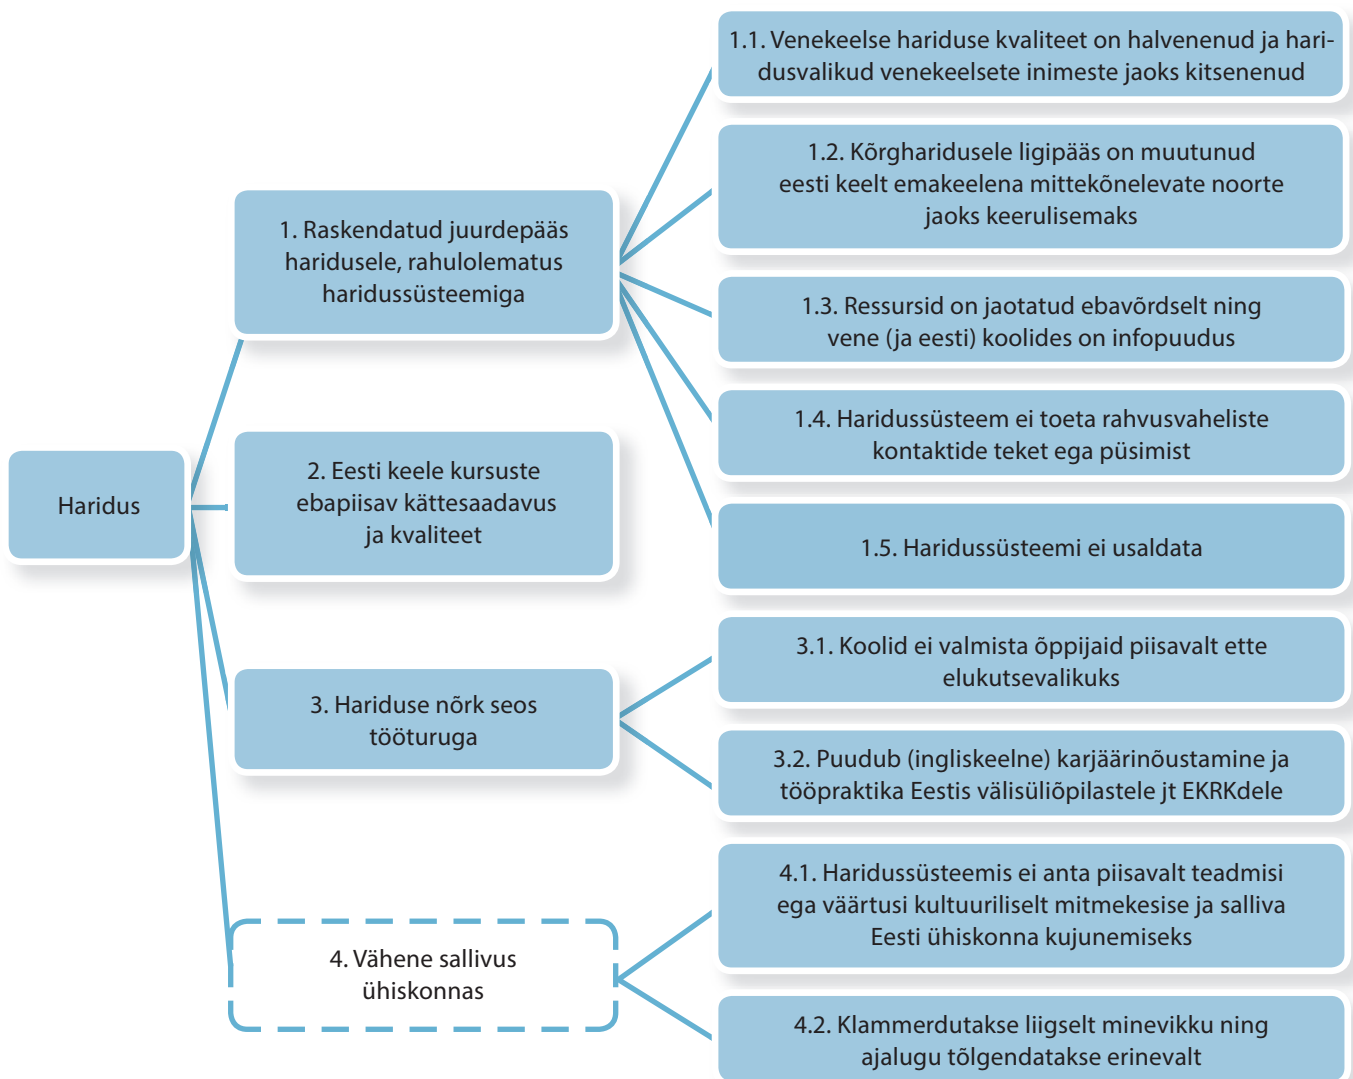 Haridus
1. Raskendatud juurdepääs
haridusele, rahulolematus
haridussüsteemiga
1.1. Venekeelse hariduse kvaliteet on halvenenud ja hari-
dusvalikud venekeelsete inimeste jaoks kitsenenud
1.2. Kõrgharidusele ligipääs on muutunud
eesti keelt emakeelena mittekõnelevate noorte
jaoks keerulisemaks
1.3. Ressursid on jaotatud ebavõrdselt ning
vene (ja eesti) koolides on infopuudus
1.4. Haridussüsteem ei toeta rahvusvaheliste
kontaktide teket ega püsimist
1.5. Haridussüsteemi ei usaldata
2. Eesti keele kursuste
ebapiisav kättesaadavus
ja kvaliteet
3. Hariduse nõrk seos
tööturuga
3.1. Koolid ei valmista õppijaid piisavalt ette
elukutsevalikuks
3.2. Puudub (ingliskeelne) karjäärinõustamine ja
tööpraktika Eestis välisüliõpilastele jt EKRKdele
4. Vähene sallivus
ühiskonnas
4.1. Haridussüsteemis ei anta piisavalt teadmisi
ega väärtusi kultuuriliselt mitmekesise ja salliva
Eesti ühiskonna kujunemiseks
4.2. Klammerdutakse liigselt minevikku ning
ajalugu tõlgendatakse erinevalt